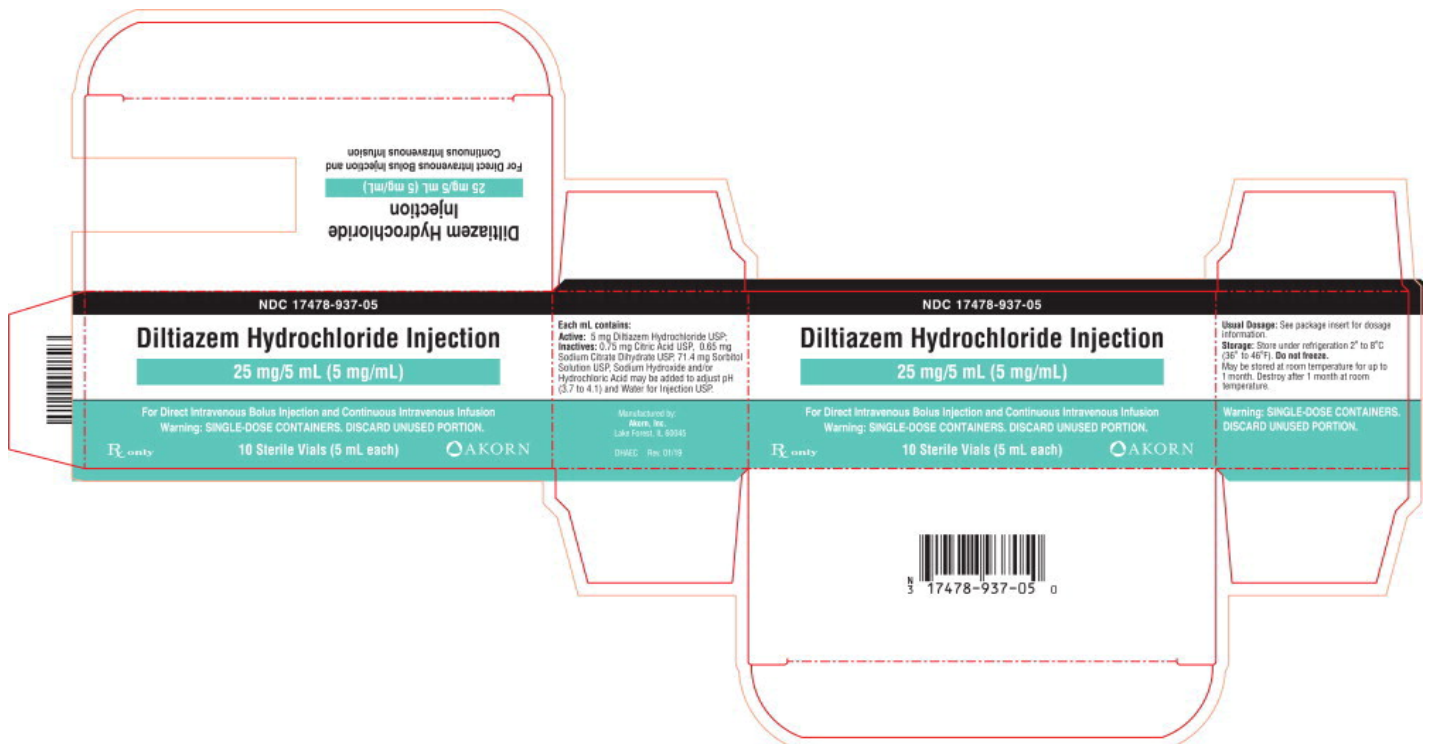 Diltiazem Hydrochloride
Injection
25 mg/5 mL (5 mg/mL)
For Direct Intravenous Bolus Injection and
Continuous Intravenous Infusion
NDC 17478-937-05
Diltiazem Hydrochloride Injection
25 mg/5 mL (5 mg/mL)
For Direct Intravenous Bolus Injection and Continuous Intravenous Infusion
Warning: SINGLE-DOSE CONTAINERS. DISCARD UNUSED PORTION.
Rx only
10 Sterile Vials (5 mL each)
AKORN
Each mL contains:
Active: 5 mg Diltiazem Hydrochloride USP;
Inactives: 0.75 mg Citric Acid USP, 0.65 mg
Sodium Citrate Dihydrate USP, 71.4 mg Sorbitol
Solution USP, Sodium Hydroxide and/or
Hydrochloric Acid may be added to adjust pH
(3.7 to 4.1) and Water for Injection USP.
Manufactured by:
Akorn, Inc.
Lake Forest, IL 60045
DHAEC Rev. 01/19
NDC 17478-937-05
Diltiazem Hydrochloride Injection
25 mg/5 mL (5 mg/mL)
For Direct Intravenous Bolus Injection and Continuous Intravenous Infusion
Warning: SINGLE-DOSE CONTAINERS. DISCARD UNUSED PORTION.
Rx only
10 Sterile Vials (5 mL each)
AKORN
Usual Dosage: See package insert for dosage
information.
Storage: Store under refrigeration 2° to 8°C
(36° to 46°F). Do not freeze.
May be stored at room temperature for up to
1 month. Destroy after 1 month at room
temperature.
Warning: SINGLE-DOSE CONTAINERS.
DISCARD UNUSED PORTION.
N
3 17478-937-05 0